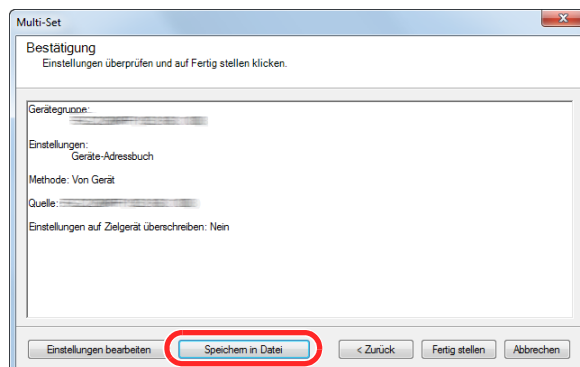 Multi-Set
Bestätigung
Einstellungen überprüfen und auf Fertig stellen klicken.
Gerätegruppe:
Einstellungen:
Geräte-Adressbuch
Methode: Von Gerät
Quelle:
Einstellungen auf Zielgerät überschreiben: Nein
Einstellungen bearbeiten
Speichern in Datei
< Zurück
Fertig stellen
Abbrechen